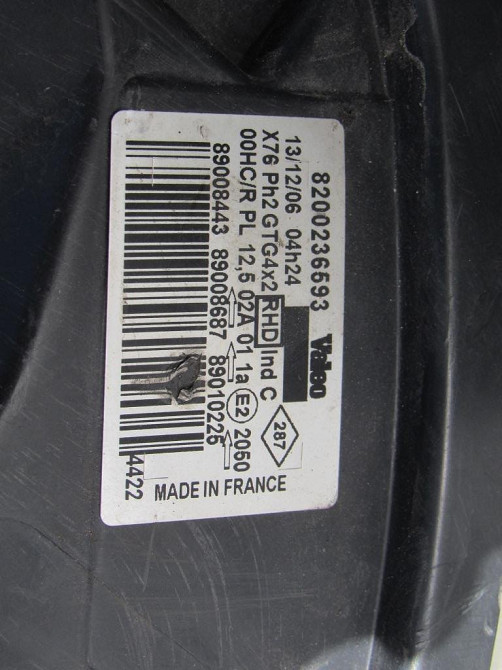 8200236593 Valeo
13/12/06 04h24
X76 Ph2 GTG4x2 RHD Ind C 287
00HC/R PL 12,5 02A 01 1a E2 2050
89008443 89008687 89010225
4422
MADE IN FRANCE